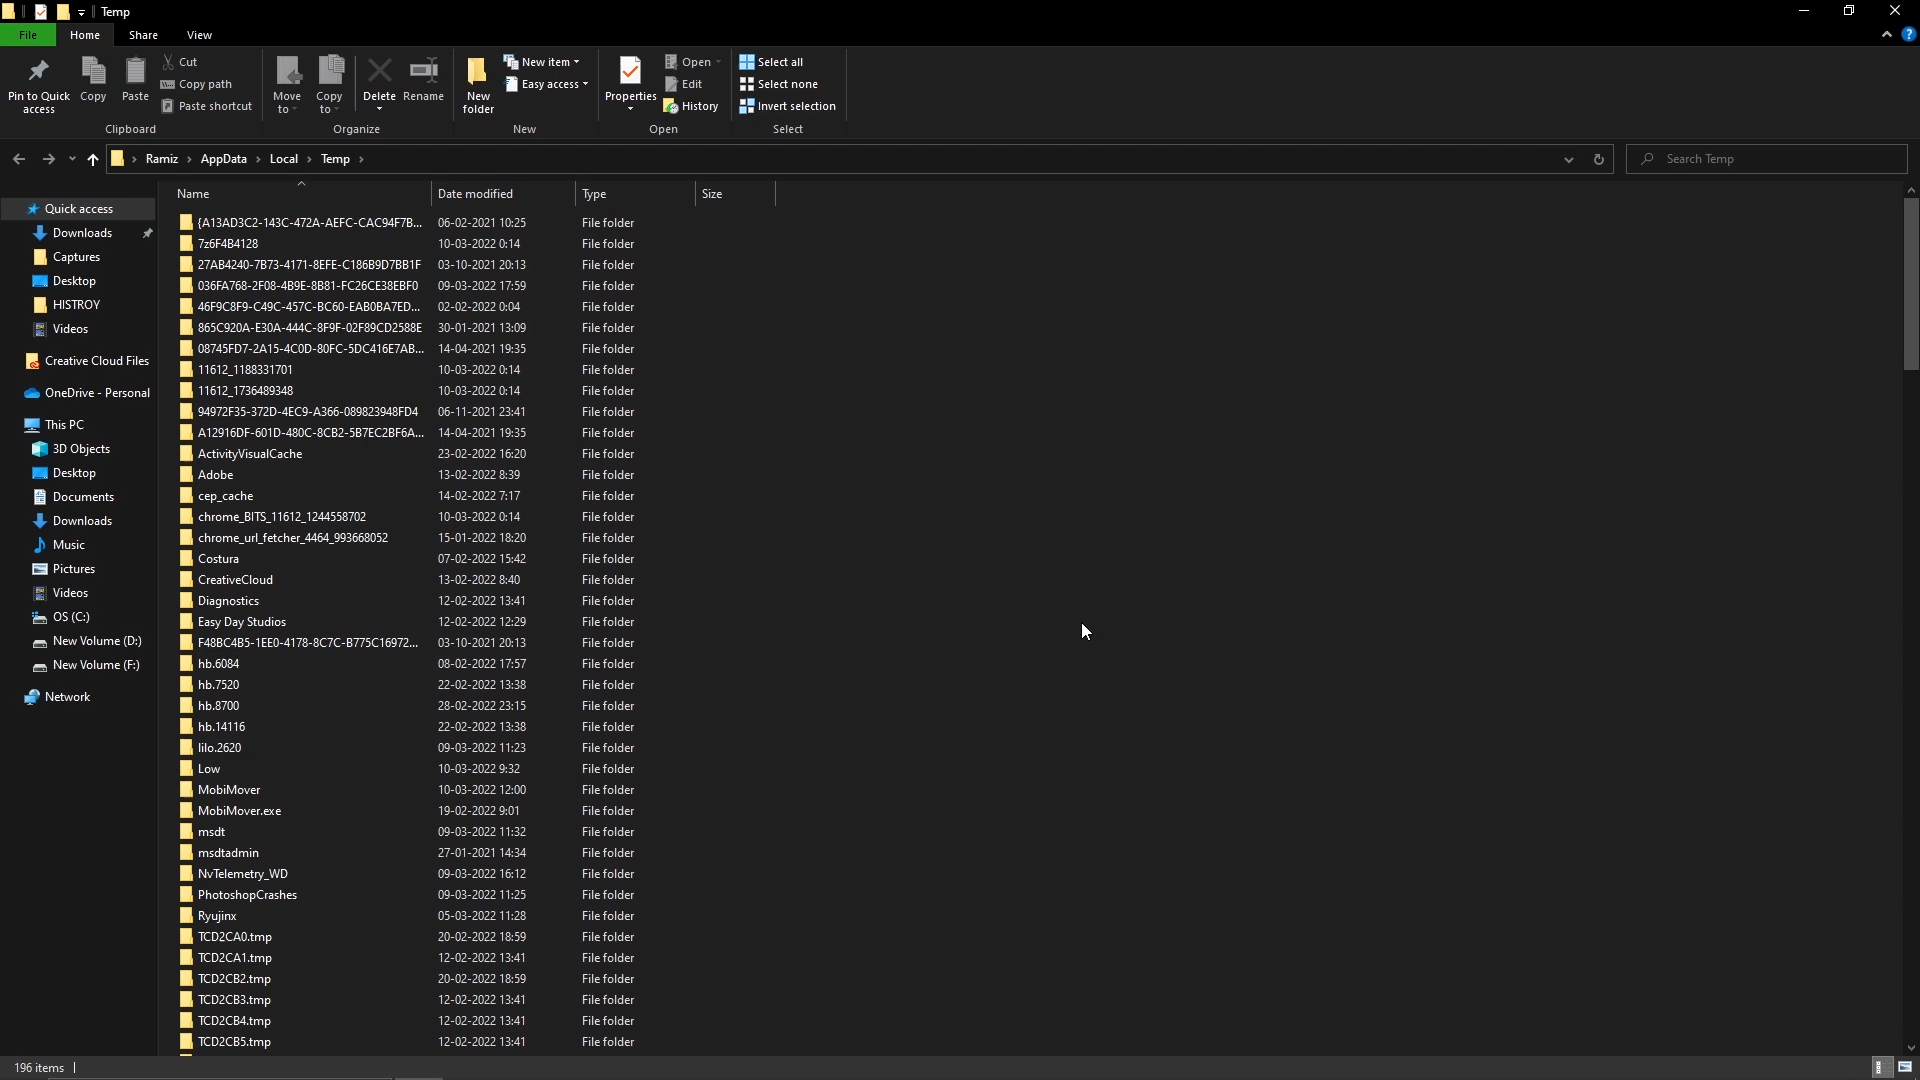 Temp
File Home Share View
Pin to Quick access
Copy
Paste
Cut
Copy path
Paste shortcut
Clipboard
Move to
Copy to
Delete
Rename
Organize
New folder
New item
Easy access
New
Properties
Open
Edit
History
Open
Select all
Select none
Invert selection
Select
Ramiz › AppData › Local › Temp ›
Search Temp
Quick access
Downloads
Captures
Desktop
HISTROY
Videos
Creative Cloud Files
OneDrive - Personal
This PC
3D Objects
Desktop
Documents
Downloads
Music
Pictures
Videos
OS (C:)
New Volume (D:)
New Volume (F:)
Network
Name Date modified Type Size
{A13AD3C2-143C-472A-AEFC-CAC94F7B... 06-02-2021 10:25 File folder
7z6F4B4128 10-03-2022 0:14 File folder
27AB4240-7B73-4171-8EFE-C186B9D7BB1F 03-10-2021 20:13 File folder
036FA768-2F08-4B9E-8B81-FC26CE38EBF0 09-03-2022 17:59 File folder
46F9C8F9-C49C-457C-BC60-EAB0BA7ED... 02-02-2022 0:04 File folder
865C920A-E30A-444C-8F9F-02F89CD2588E 30-01-2021 13:09 File folder
08745FD7-2A15-4C0D-80FC-5DC416E7AB... 14-04-2021 19:35 File folder
11612_1188331701 10-03-2022 0:14 File folder
11612_1736489348 10-03-2022 0:14 File folder
94972F35-372D-4EC9-A366-089823948FD4 06-11-2021 23:41 File folder
A12916DF-601D-480C-8CB2-5B7EC2BF6A... 14-04-2021 19:35 File folder
ActivityVisualCache 23-02-2022 16:20 File folder
Adobe 13-02-2022 8:39 File folder
cep_cache 14-02-2022 7:17 File folder
chrome_BITS_11612_1244558702 10-03-2022 0:14 File folder
chrome_url_fetcher_4464_993668052 15-01-2022 18:20 File folder
Costura 07-02-2022 15:42 File folder
CreativeCloud 13-02-2022 8:40 File folder
Diagnostics 12-02-2022 13:41 File folder
Easy Day Studios 12-02-2022 12:29 File folder
F48BC4B5-1EE0-4178-8C7C-B775C16972... 03-10-2021 20:13 File folder
hb.6084 08-02-2022 17:57 File folder
hb.7520 22-02-2022 13:38 File folder
hb.8700 28-02-2022 23:15 File folder
hb.14116 22-02-2022 13:38 File folder
lilo.2620 09-03-2022 11:23 File folder
Low 10-03-2022 9:32 File folder
MobiMover 10-03-2022 12:00 File folder
MobiMover.exe 19-02-2022 9:01 File folder
msdt 09-03-2022 11:32 File folder
msdtadmin 27-01-2021 14:34 File folder
NvTelemetry_WD 09-03-2022 16:12 File folder
PhotoshopCrashes 09-03-2022 11:25 File folder
Ryujinx 05-03-2022 11:28 File folder
TCD2CA0.tmp 20-02-2022 18:59 File folder
TCD2CA1.tmp 12-02-2022 13:41 File folder
TCD2CB2.tmp 20-02-2022 18:59 File folder
TCD2CB3.tmp 12-02-2022 13:41 File folder
TCD2CB4.tmp 12-02-2022 13:41 File folder
TCD2CB5.tmp 12-02-2022 13:41 File folder
196 items